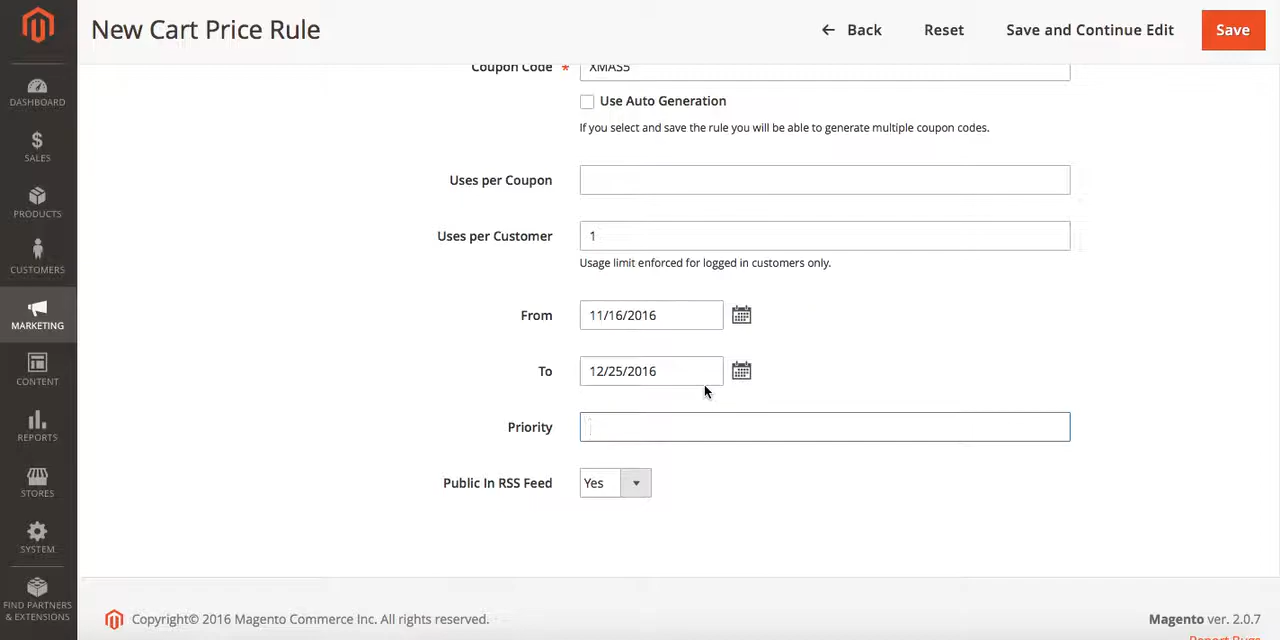 New Cart Price Rule
Back
Reset
Save and Continue Edit
Save
DASHBOARD
SALES
PRODUCTS
CUSTOMERS
MARKETING
CONTENT
REPORTS
STORES
SYSTEM
FIND PARTNERS
& EXTENSIONS
Coupon Code * XMAS5
Use Auto Generation
If you select and save the rule you will be able to generate multiple coupon codes.
Uses per Coupon
Uses per Customer 1
Usage limit enforced for logged in customers only.
From 11/16/2016
To 12/25/2016
Priority
Public In RSS Feed Yes
Copyright© 2016 Magento Commerce Inc. All rights reserved.
Magento ver. 2.0.7
Report Bugs